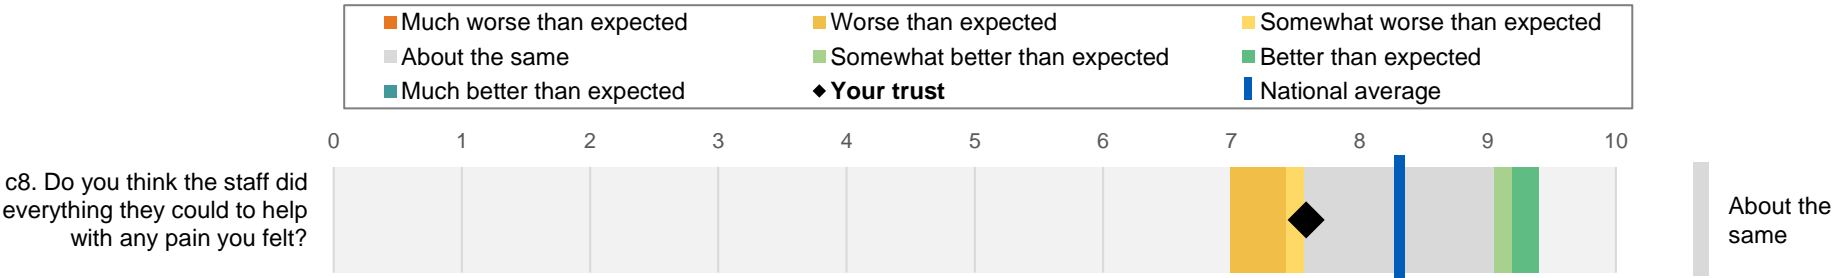 Much worse than expected Worse than expected Somewhat worse than expected
About the same Somewhat better than expected Better than expected
Much better than expected Your trust National average
0 1 2 3 4 5 6 7 8 9 10
c8. Do you think the staff did
everything they could to help
with any pain you felt?
About the
same